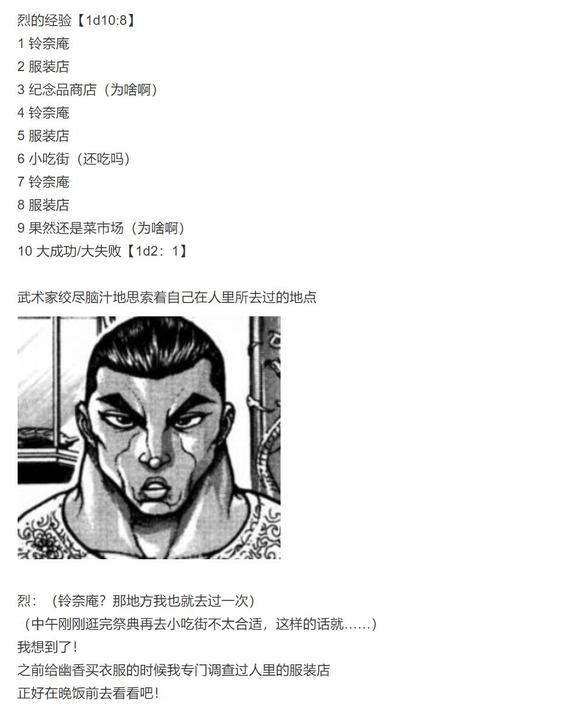 烈的经验【1d10:8】
1 铃奈庵
2 服装店
3 纪念品商店（为啥啊）
4 铃奈庵
5 服装店
6 小吃街（还吃吗）
7 铃奈庵
8 服装店
9 果然还是菜市场（为啥啊）
10 大成功/大失败【1d2：1】
武术家绞尽脑汁地思索着自己在人里所去过的地点
烈：（铃奈庵？那地方我也就去过一次）
（中午刚刚逛完祭典再去小吃街不太合适，这样的话就……）
我想到了！
之前给幽香买衣服的时候我专门调查过人里的服装店
正好在晚饭前去看看吧！